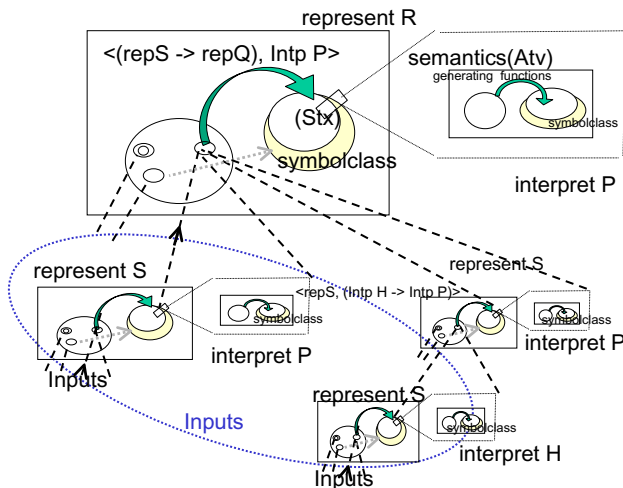 represent R
<(repS -> repQ), Intp P>
semantics(Atv)
generating functions
(Stx)
symbolclass
symbolclass
interpret P
represent S
represent S
<repS, (Intp H -> Intp P)>
symbolclass
symbolclass
interpret P
interpret P
Inputs
represent S
Inputs
symbolclass
interpret H
Inputs